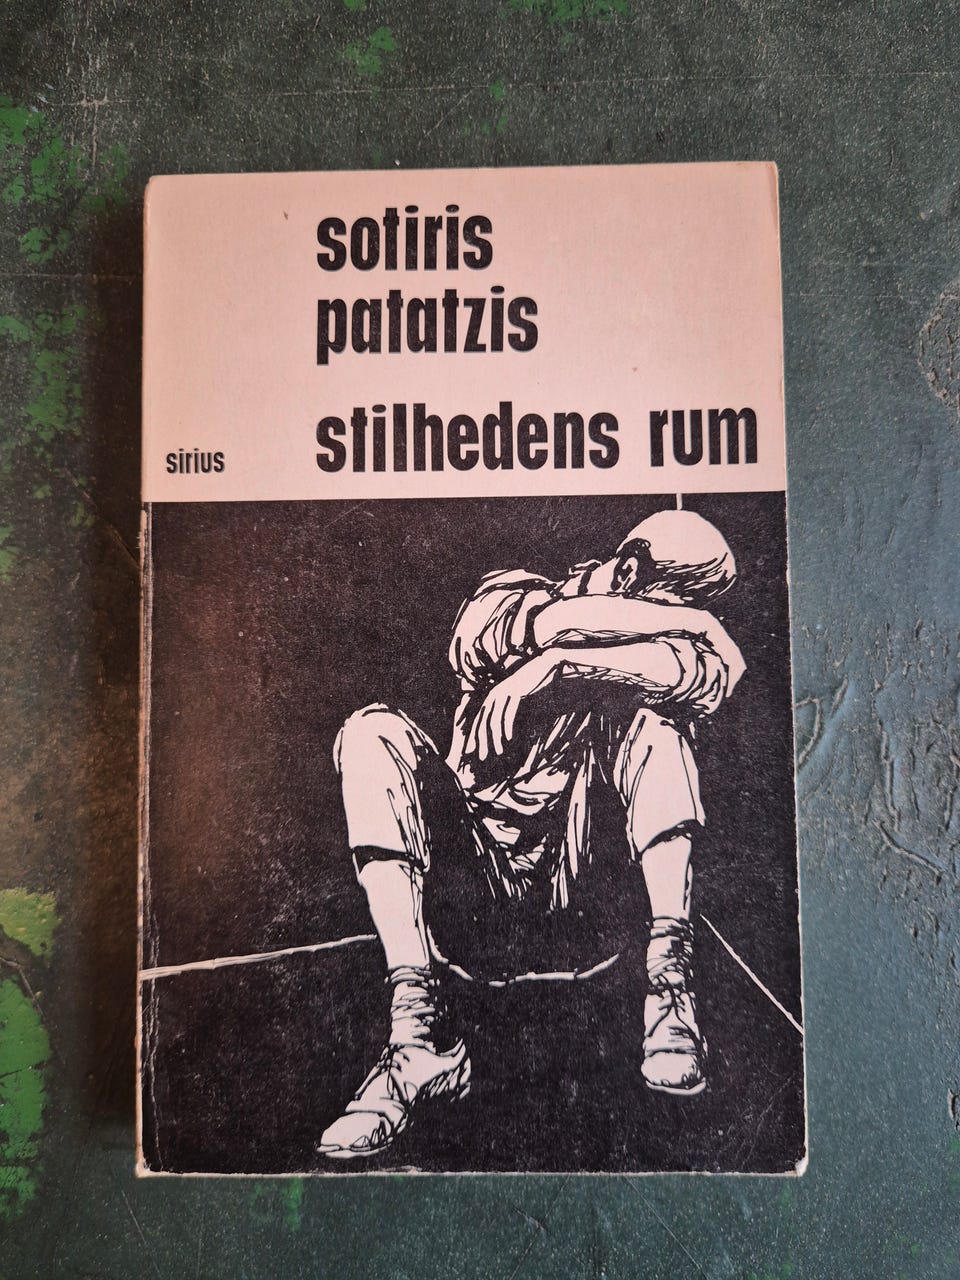 sotiris
patatzis
stilhedens rum
sirius